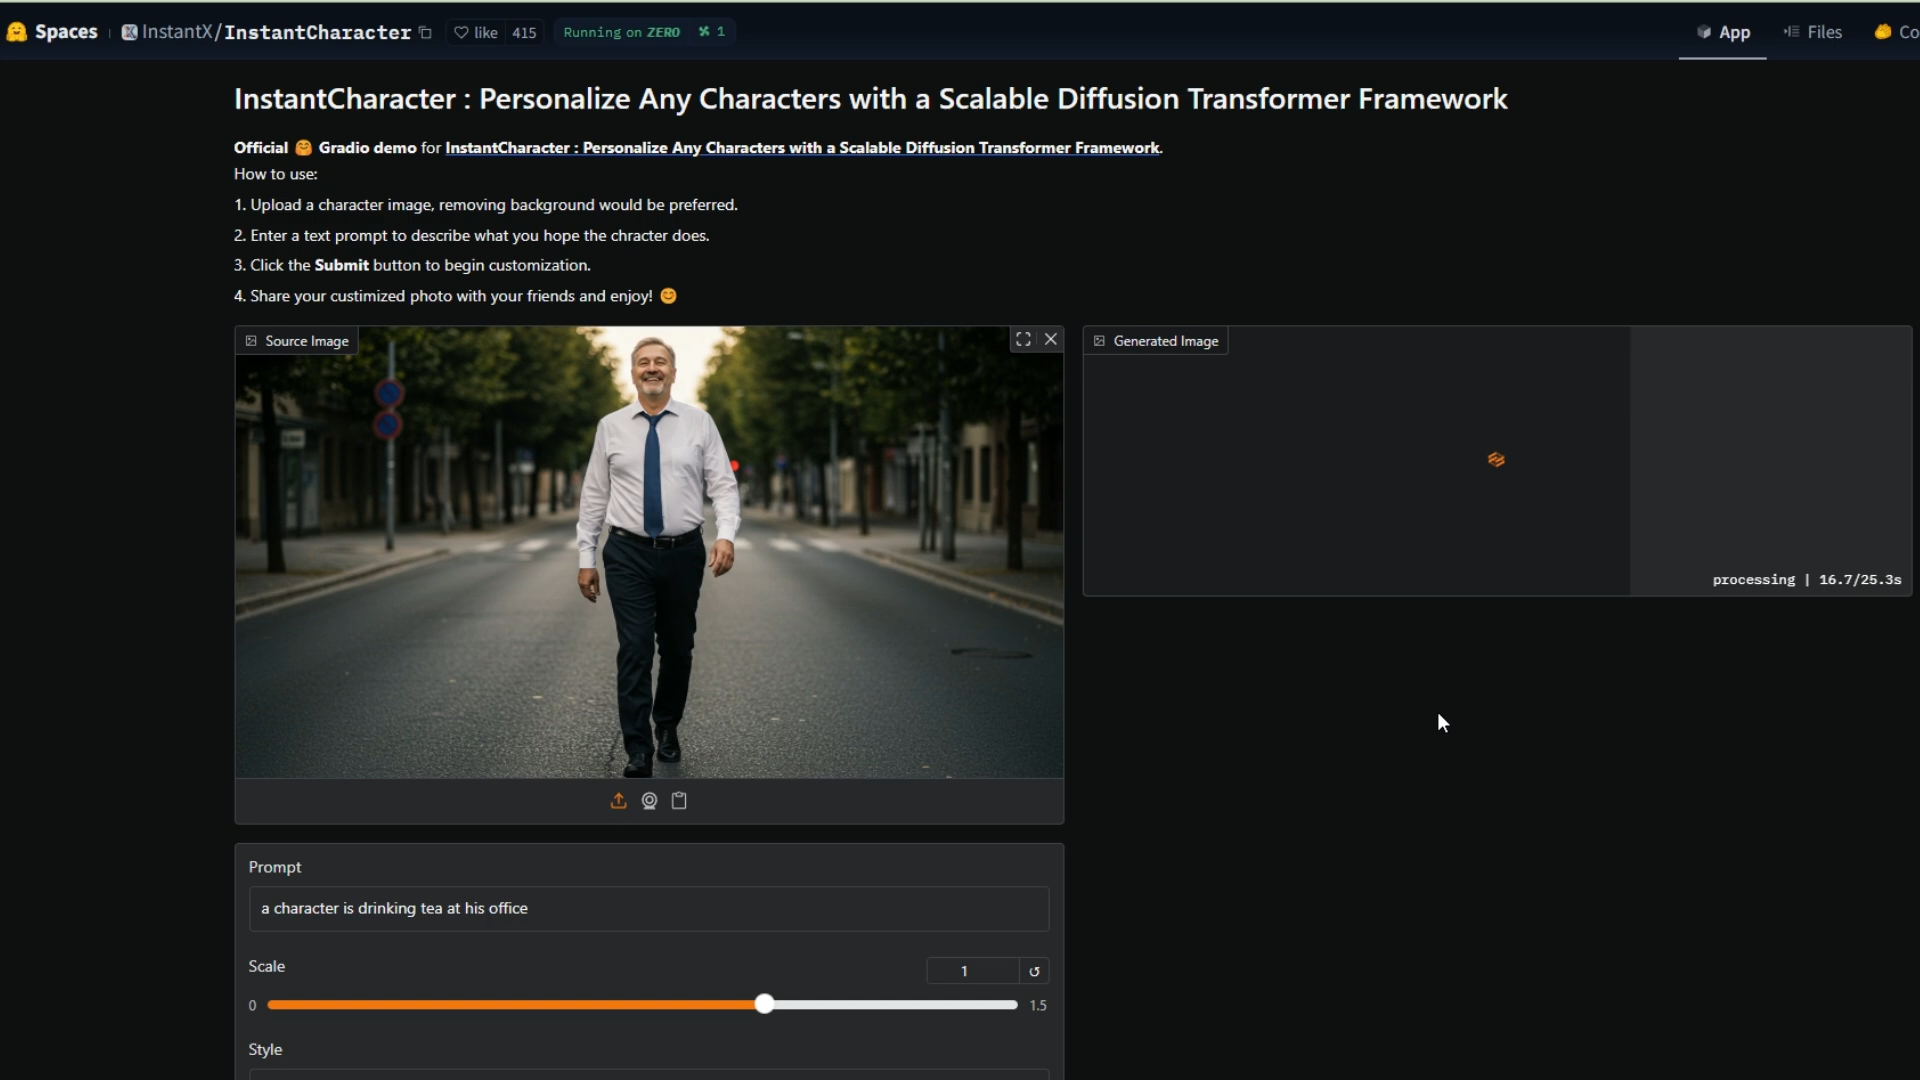 Spaces InstantX/InstantCharacter like 415 Running on ZERO 1 App Files Co
InstantCharacter : Personalize Any Characters with a Scalable Diffusion Transformer Framework
Official 🤗 Gradio demo for InstantCharacter : Personalize Any Characters with a Scalable Diffusion Transformer Framework.
How to use:
1. Upload a character image, removing background would be preferred.
2. Enter a text prompt to describe what you hope the chracter does.
3. Click the Submit button to begin customization.
4. Share your custimized photo with your friends and enjoy! 😊
Source Image
Generated Image
processing | 16.7/25.3s
Prompt
a character is drinking tea at his office
Scale
1
0
1.5
Style